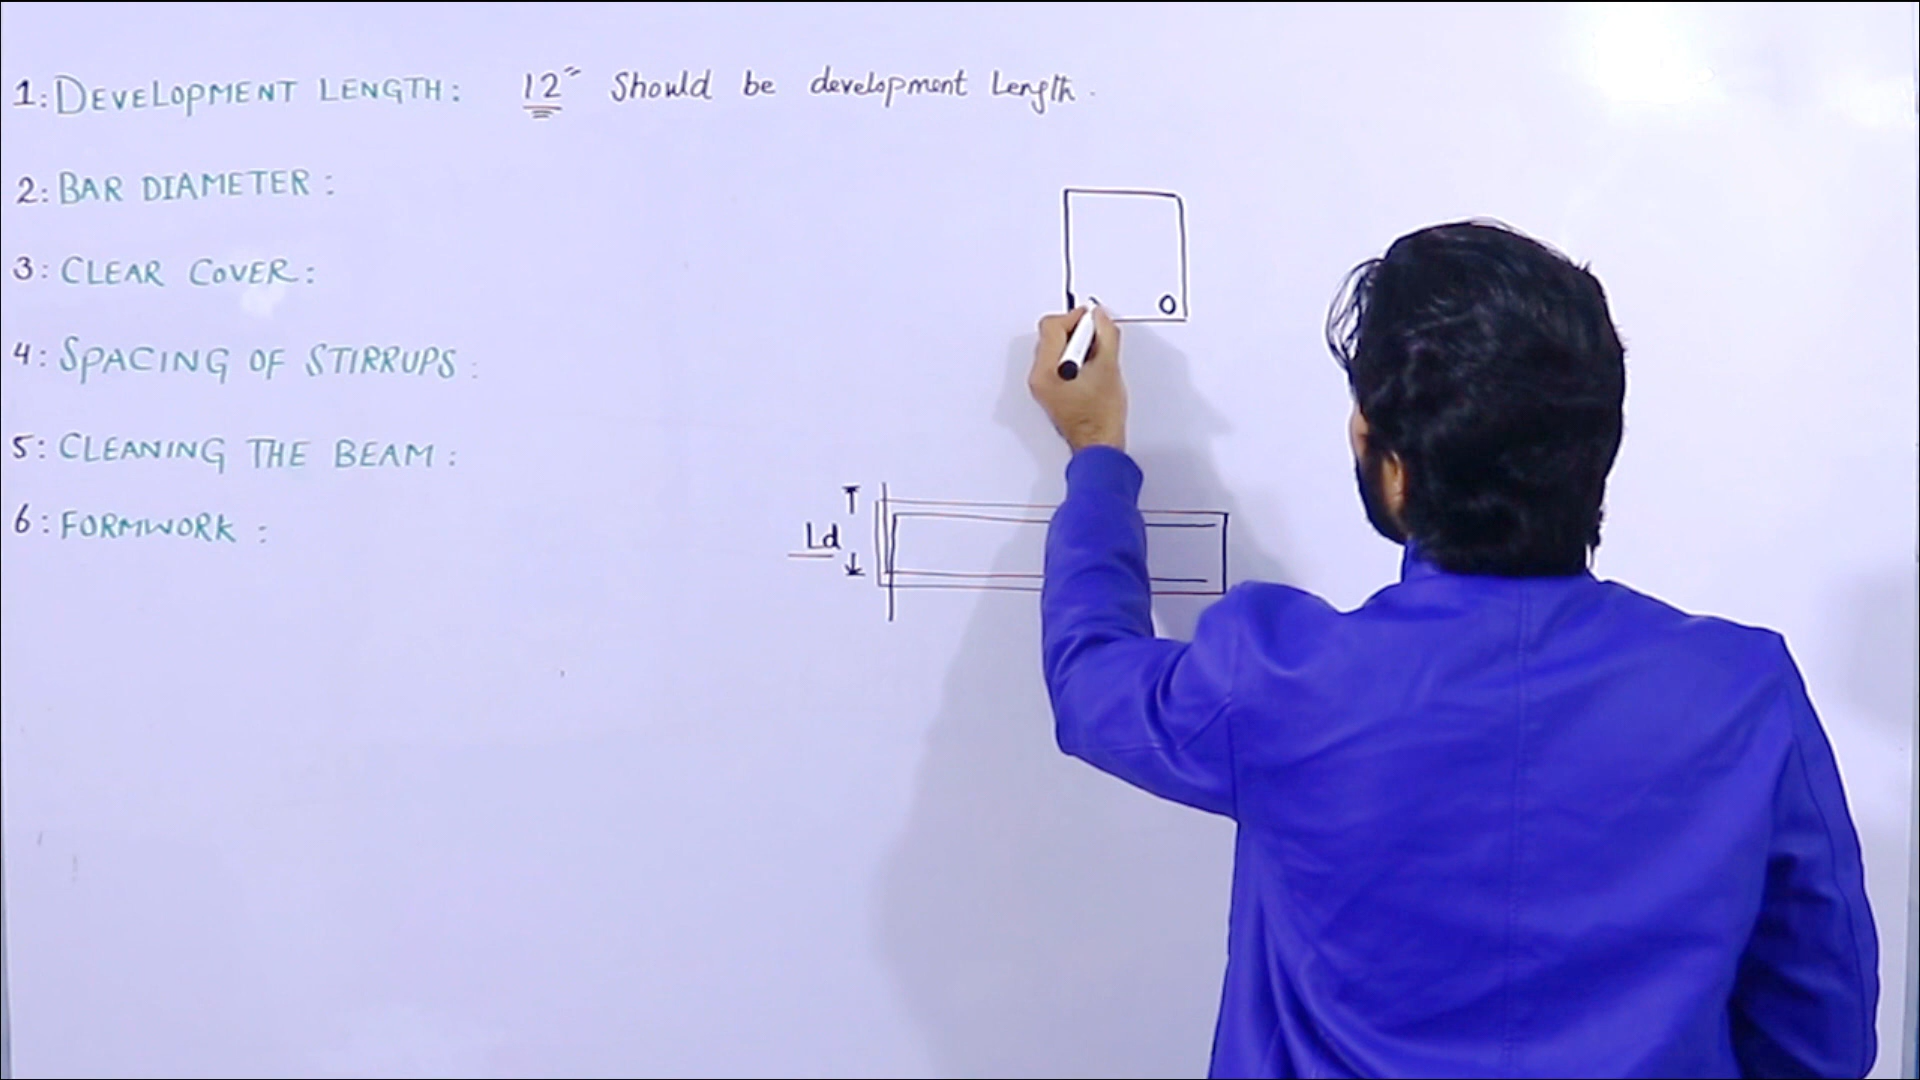 1: DEVELOPMENT LENGTH: 12" Should be development Length.
2: BAR DIAMETER:
3: CLEAR COVER:
4: SPACING OF STIRRUPS:
5: CLEANING THE BEAM:
6: FORMWORK:
Ld